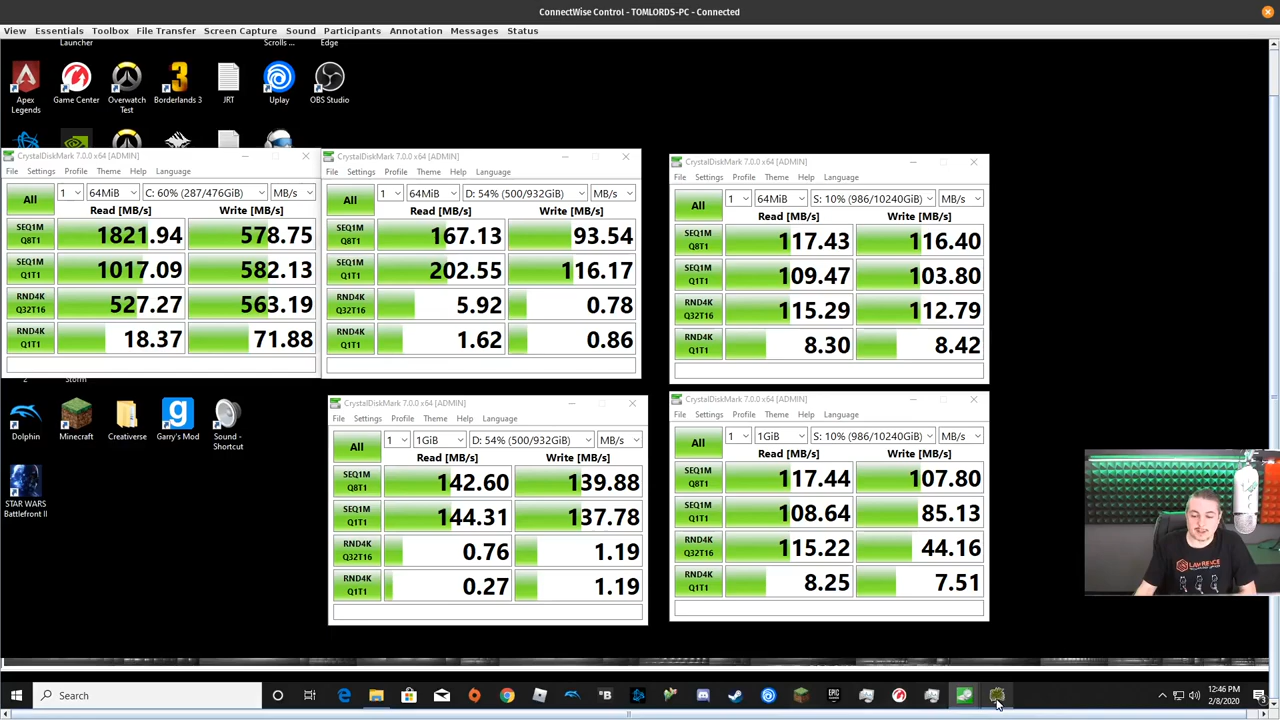 ConnectWise Control - TOMLORDS-PC - Connected
View Essentials Toolbox File Transfer Screen Capture Sound Participants Annotation Messages Status
Launcher
Scrolls ...
Edge
Apex Legends
Game Center
Overwatch Test
Borderlands 3
JRT
Uplay
OBS Studio
CrystalDiskMark 7.0.0 x64 [ADMIN]
File Settings Profile Theme Help Language
All 1 64MiB C: 60% (287/476GiB) MB/s
Read [MB/s] Write [MB/s]
SEQ1M Q8T1 1821.94 578.75
SEQ1M Q1T1 1017.09 582.13
RND4K Q32T16 527.27 563.19
RND4K Q1T1 18.37 71.88
CrystalDiskMark 7.0.0 x64 [ADMIN]
File Settings Profile Theme Help Language
All 1 64MiB D: 54% (500/932GiB) MB/s
Read [MB/s] Write [MB/s]
SEQ1M Q8T1 167.13 93.54
SEQ1M Q1T1 202.55 116.17
RND4K Q32T16 5.92 0.78
RND4K Q1T1 1.62 0.86
CrystalDiskMark 7.0.0 x64 [ADMIN]
File Settings Profile Theme Help Language
All 1 64MiB S: 10% (986/10240GiB) MB/s
Read [MB/s] Write [MB/s]
SEQ1M Q8T1 117.43 116.40
SEQ1M Q1T1 109.47 103.80
RND4K Q32T16 115.29 112.79
RND4K Q1T1 8.30 8.42
2
Storm
Dolphin
Minecraft
Creativerse
Garry's Mod
Sound - Shortcut
STAR WARS Battlefront II
CrystalDiskMark 7.0.0 x64 [ADMIN]
File Settings Profile Theme Help Language
All 1 1GiB D: 54% (500/932GiB) MB/s
Read [MB/s] Write [MB/s]
SEQ1M Q8T1 142.60 139.88
SEQ1M Q1T1 144.31 137.78
RND4K Q32T16 0.76 1.19
RND4K Q1T1 0.27 1.19
CrystalDiskMark 7.0.0 x64 [ADMIN]
File Settings Profile Theme Help Language
All 1 1GiB S: 10% (986/10240GiB) MB/s
Read [MB/s] Write [MB/s]
SEQ1M Q8T1 117.44 107.80
SEQ1M Q1T1 108.64 85.13
RND4K Q32T16 115.22 44.16
RND4K Q1T1 8.25 7.51
LAWRENCE
Search
EPIC
12:46 PM
2/8/2020
3